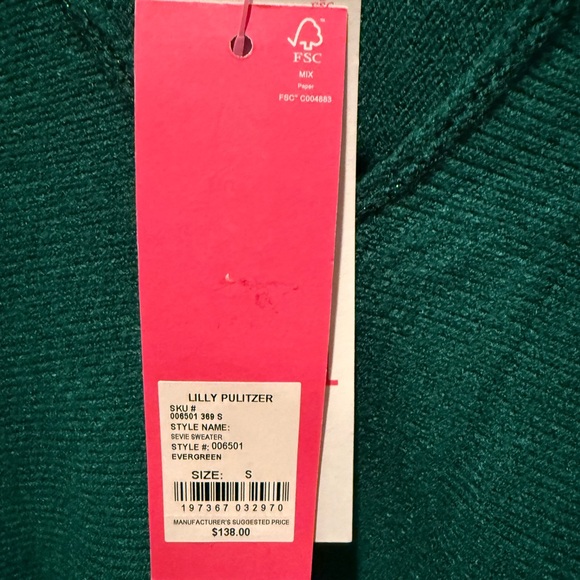 FSC
FSC
MIX
Paper
FSC™ C004883
LILLY PULITZER
SKU #
006501 369 S
STYLE NAME:
SEVIE SWEATER
STYLE #: 006501
EVERGREEN
SIZE: S
197367 032970
MANUFACTURER'S SUGGESTED PRICE
$138.00